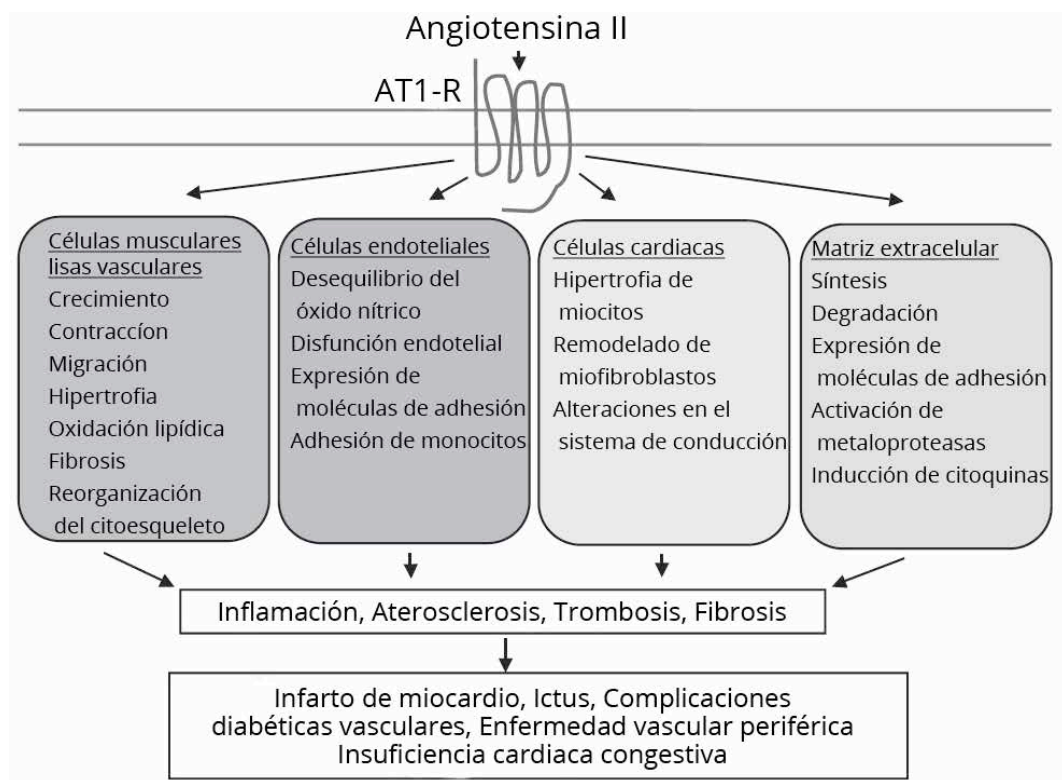 Angiotensina II
AT1-R
Células musculares
lisas vasculares
Crecimiento
Contraccíon
Migración
Hipertrofia
Oxidación lipídica
Fibrosis
Reorganización
del citoesqueleto
Células endoteliales
Desequilibrio del
óxido nítrico
Disfunción endotelial
Expresión de
moléculas de adhesión
Adhesión de monocitos
Células cardiacas
Hipertrofia de
miocitos
Remodelado de
miofibroblastos
Alteraciones en el
sistema de conducción
Matriz extracelular
Síntesis
Degradación
Expresión de
moléculas de adhesión
Activación de
metaloproteasas
Inducción de citoquinas
Inflamación, Aterosclerosis, Trombosis, Fibrosis
Infarto de miocardio, Ictus, Complicaciones
diabéticas vasculares, Enfermedad vascular periférica
Insuficiencia cardiaca congestiva